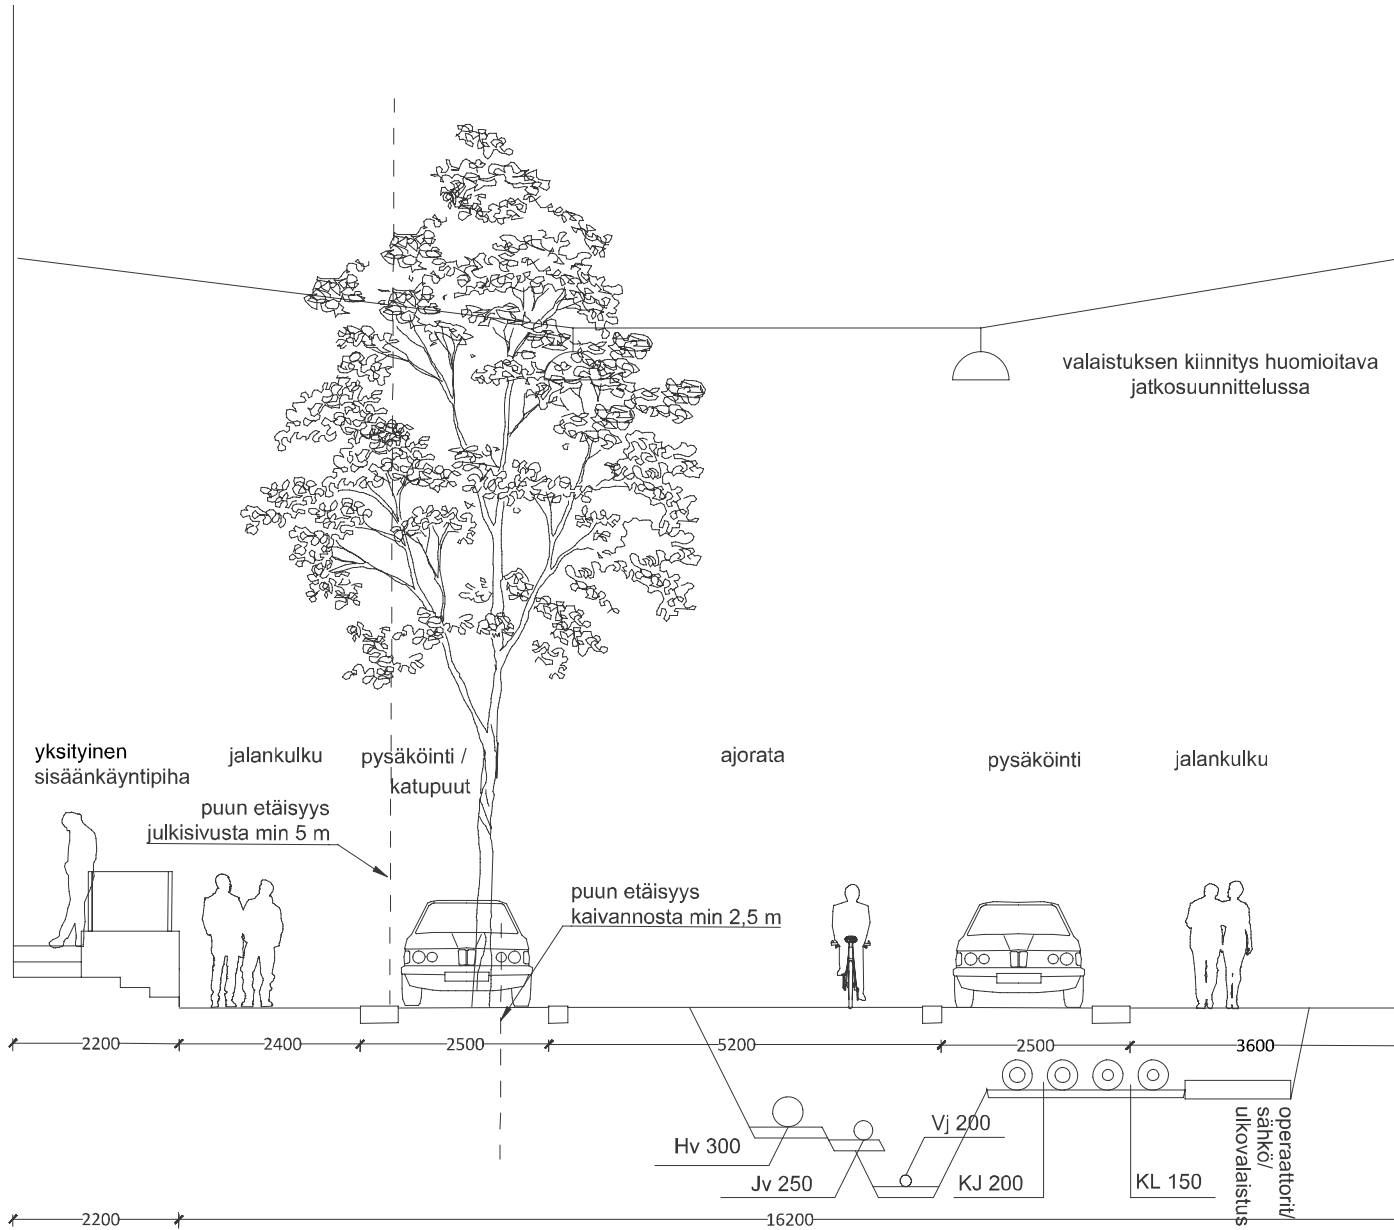 valaistuksen kiinnitys huomioitava
jatkosuunnittelussa
yksityinen
sisäänkäyntipiha
jalankulku
pysäköinti /
katupuut
ajorata
pysäköinti
jalankulku
puun etäisyys
julkisivusta min 5 m
puun etäisyys
kaivannosta min 2,5 m
2200
2400
2500
5200
2500
3600
Hv 300
Jv 250
Vj 200
KJ 200
KL 150
operaattorit/
sähkö/
ulkovalaistus
2200
16200